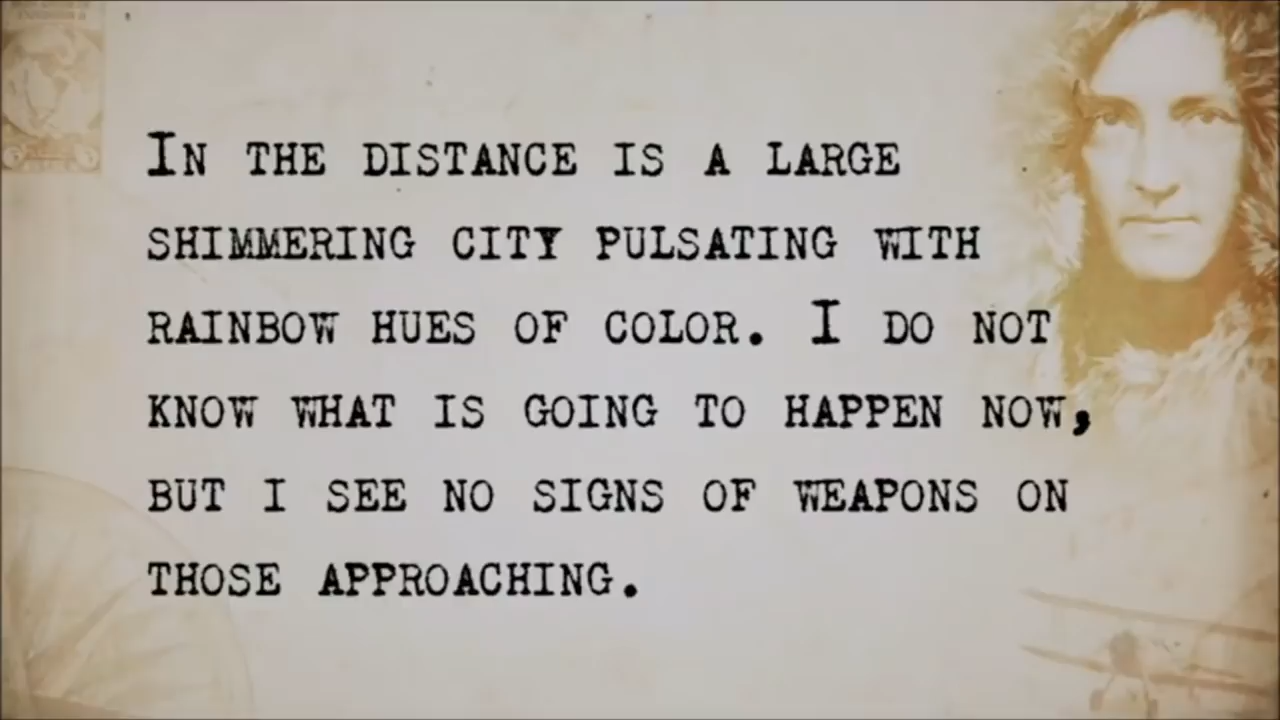 In the distance is a large
shimmering city pulsating with
rainbow hues of color. I do not
know what is going to happen now,
but I see no signs of weapons on
those approaching.